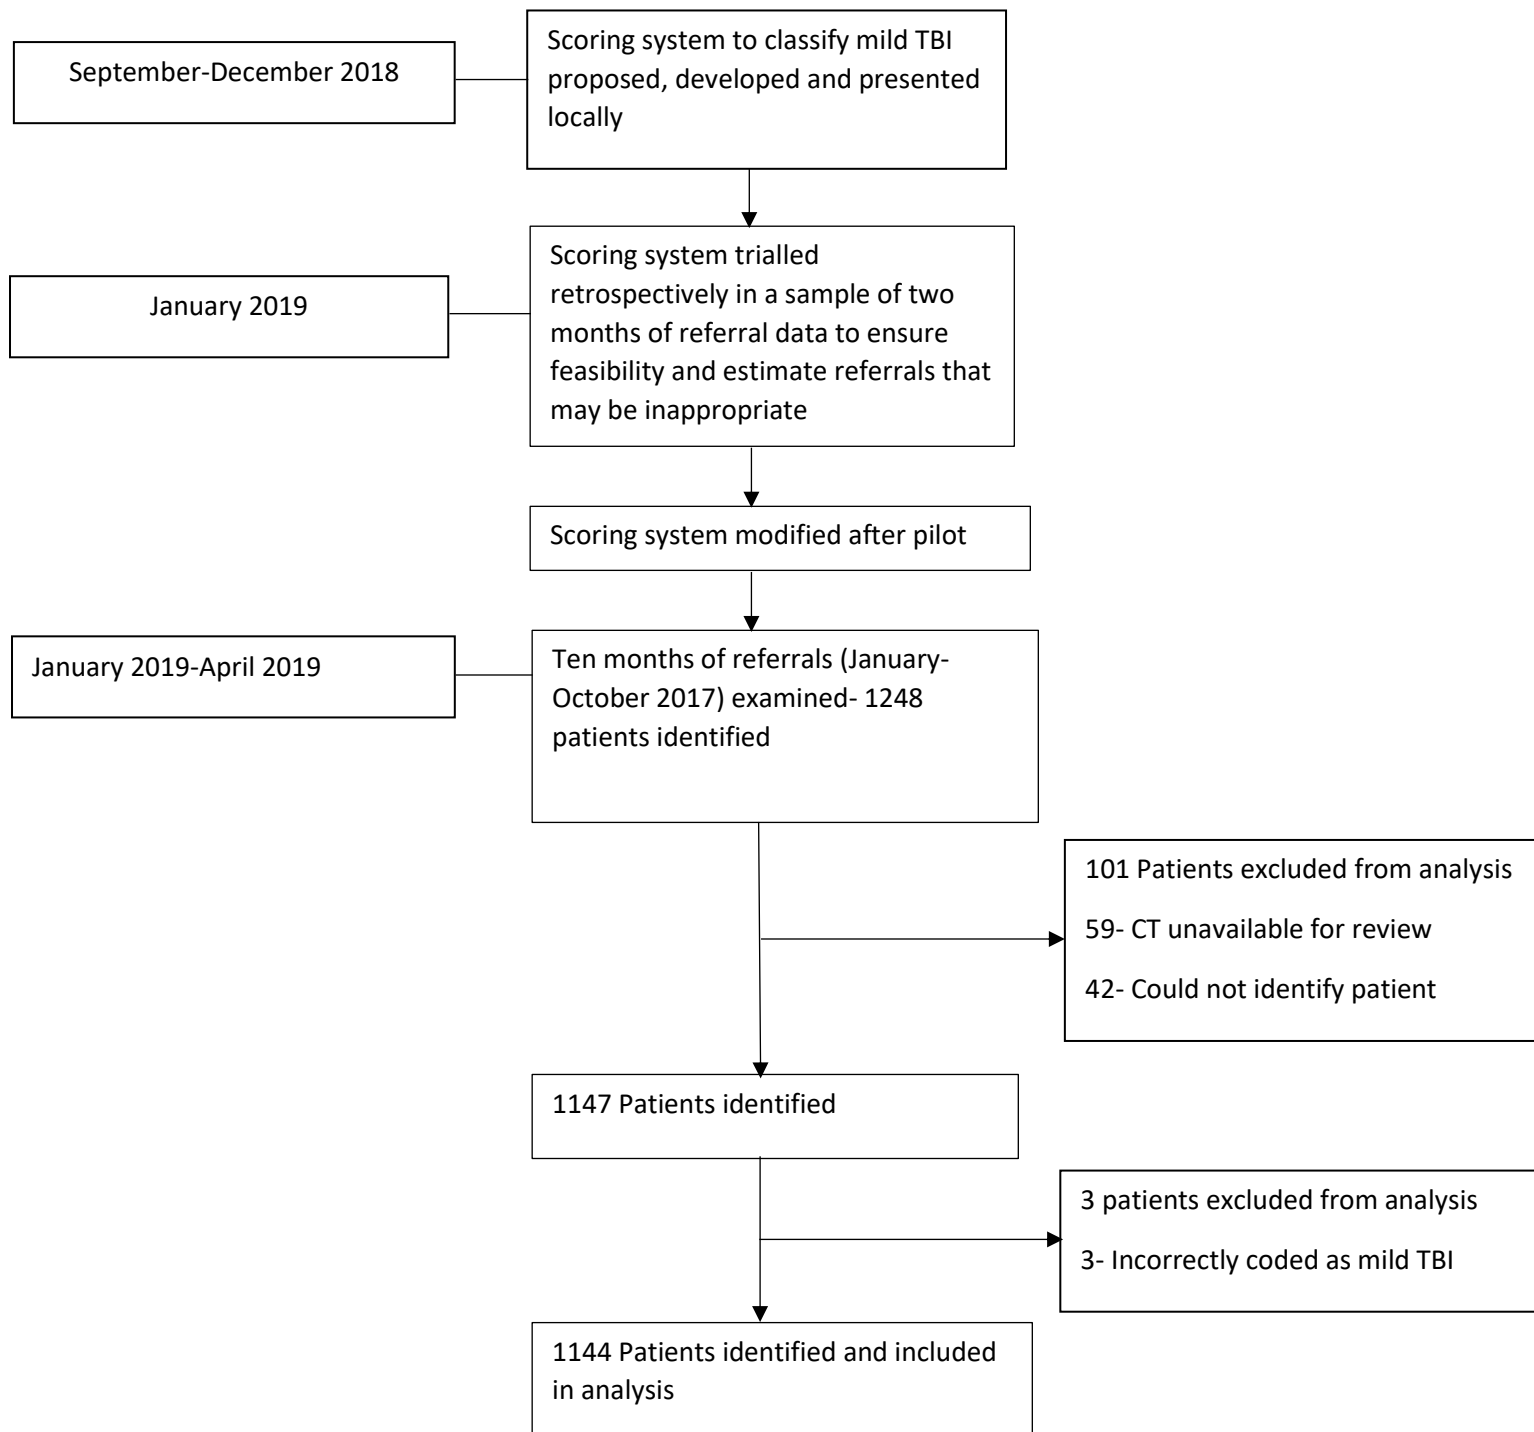 September-December 2018
Scoring system to classify mild TBI
proposed, developed and presented
locally
January 2019
Scoring system trialled
retrospectively in a sample of two
months of referral data to ensure
feasibility and estimate referrals that
may be inappropriate
Scoring system modified after pilot
January 2019-April 2019
Ten months of referrals (January-
October 2017) examined- 1248
patients identified
101 Patients excluded from analysis
59- CT unavailable for review
42- Could not identify patient
1147 Patients identified
3 patients excluded from analysis
3- Incorrectly coded as mild TBI
1144 Patients identified and included
in analysis